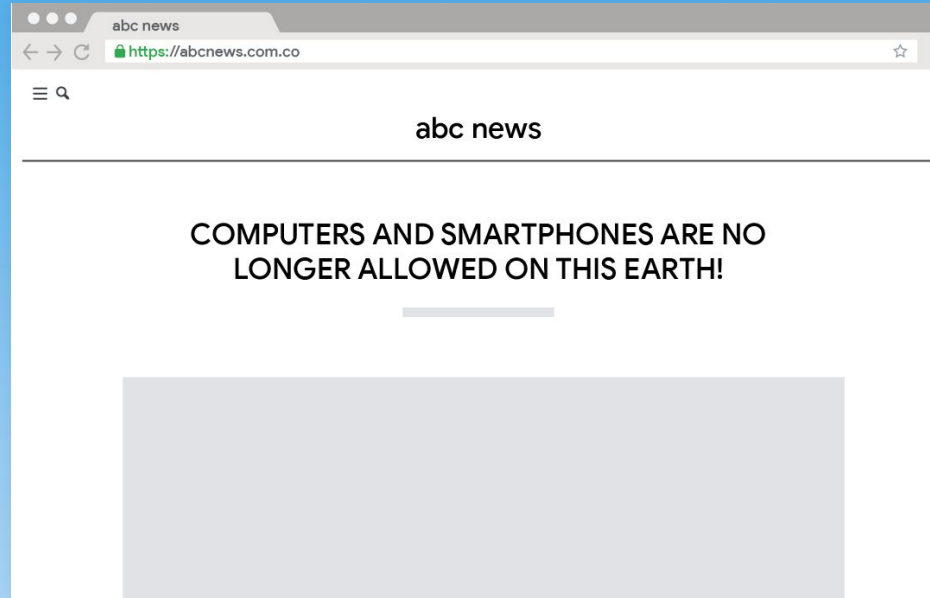 abc news
https://abcnews.com.co
abc news
COMPUTERS AND SMARTPHONES ARE NO
LONGER ALLOWED ON THIS EARTH!